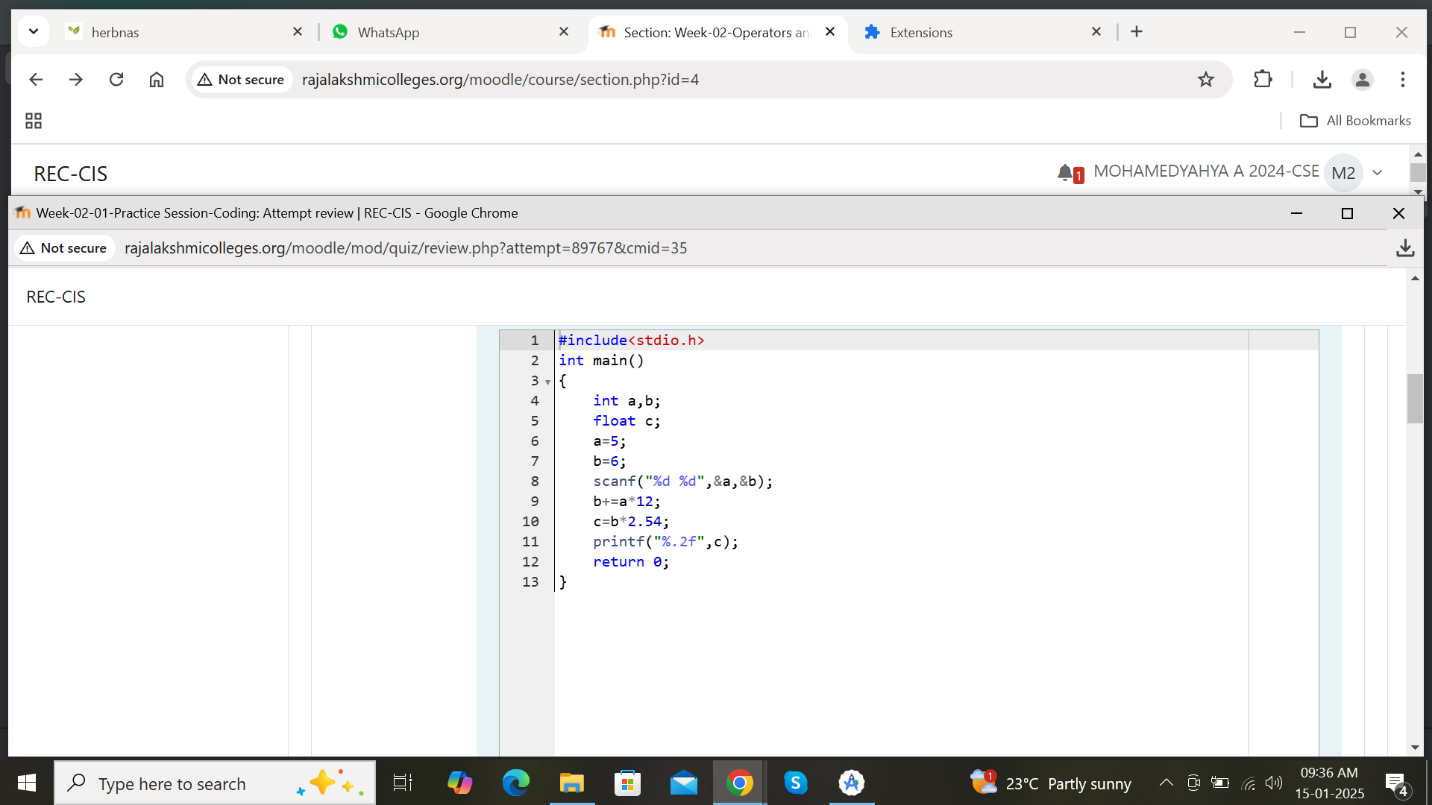 herbnas
WhatsApp
Section: Week-02-Operators an
Extensions
Not secure
rajalakshmicolleges.org/moodle/course/section.php?id=4
All Bookmarks
REC-CIS
1
MOHAMEDYAHYA A 2024-CSE
M2
Week-02-01-Practice Session-Coding: Attempt review | REC-CIS - Google Chrome
Not secure
rajalakshmicolleges.org/moodle/mod/quiz/review.php?attempt=89767&cmid=35
REC-CIS
1 #include<stdio.h>
2 int main()
3 {
4 int a,b;
5 float c;
6 a=5;
7 b=6;
8 scanf("%d %d",&a,&b);
9 b+=a*12;
10 c=b*2.54;
11 printf("%.2f",c);
12 return 0;
13 }
Type here to search
S
1
23°C Partly sunny
09:36 AM
15-01-2025
4